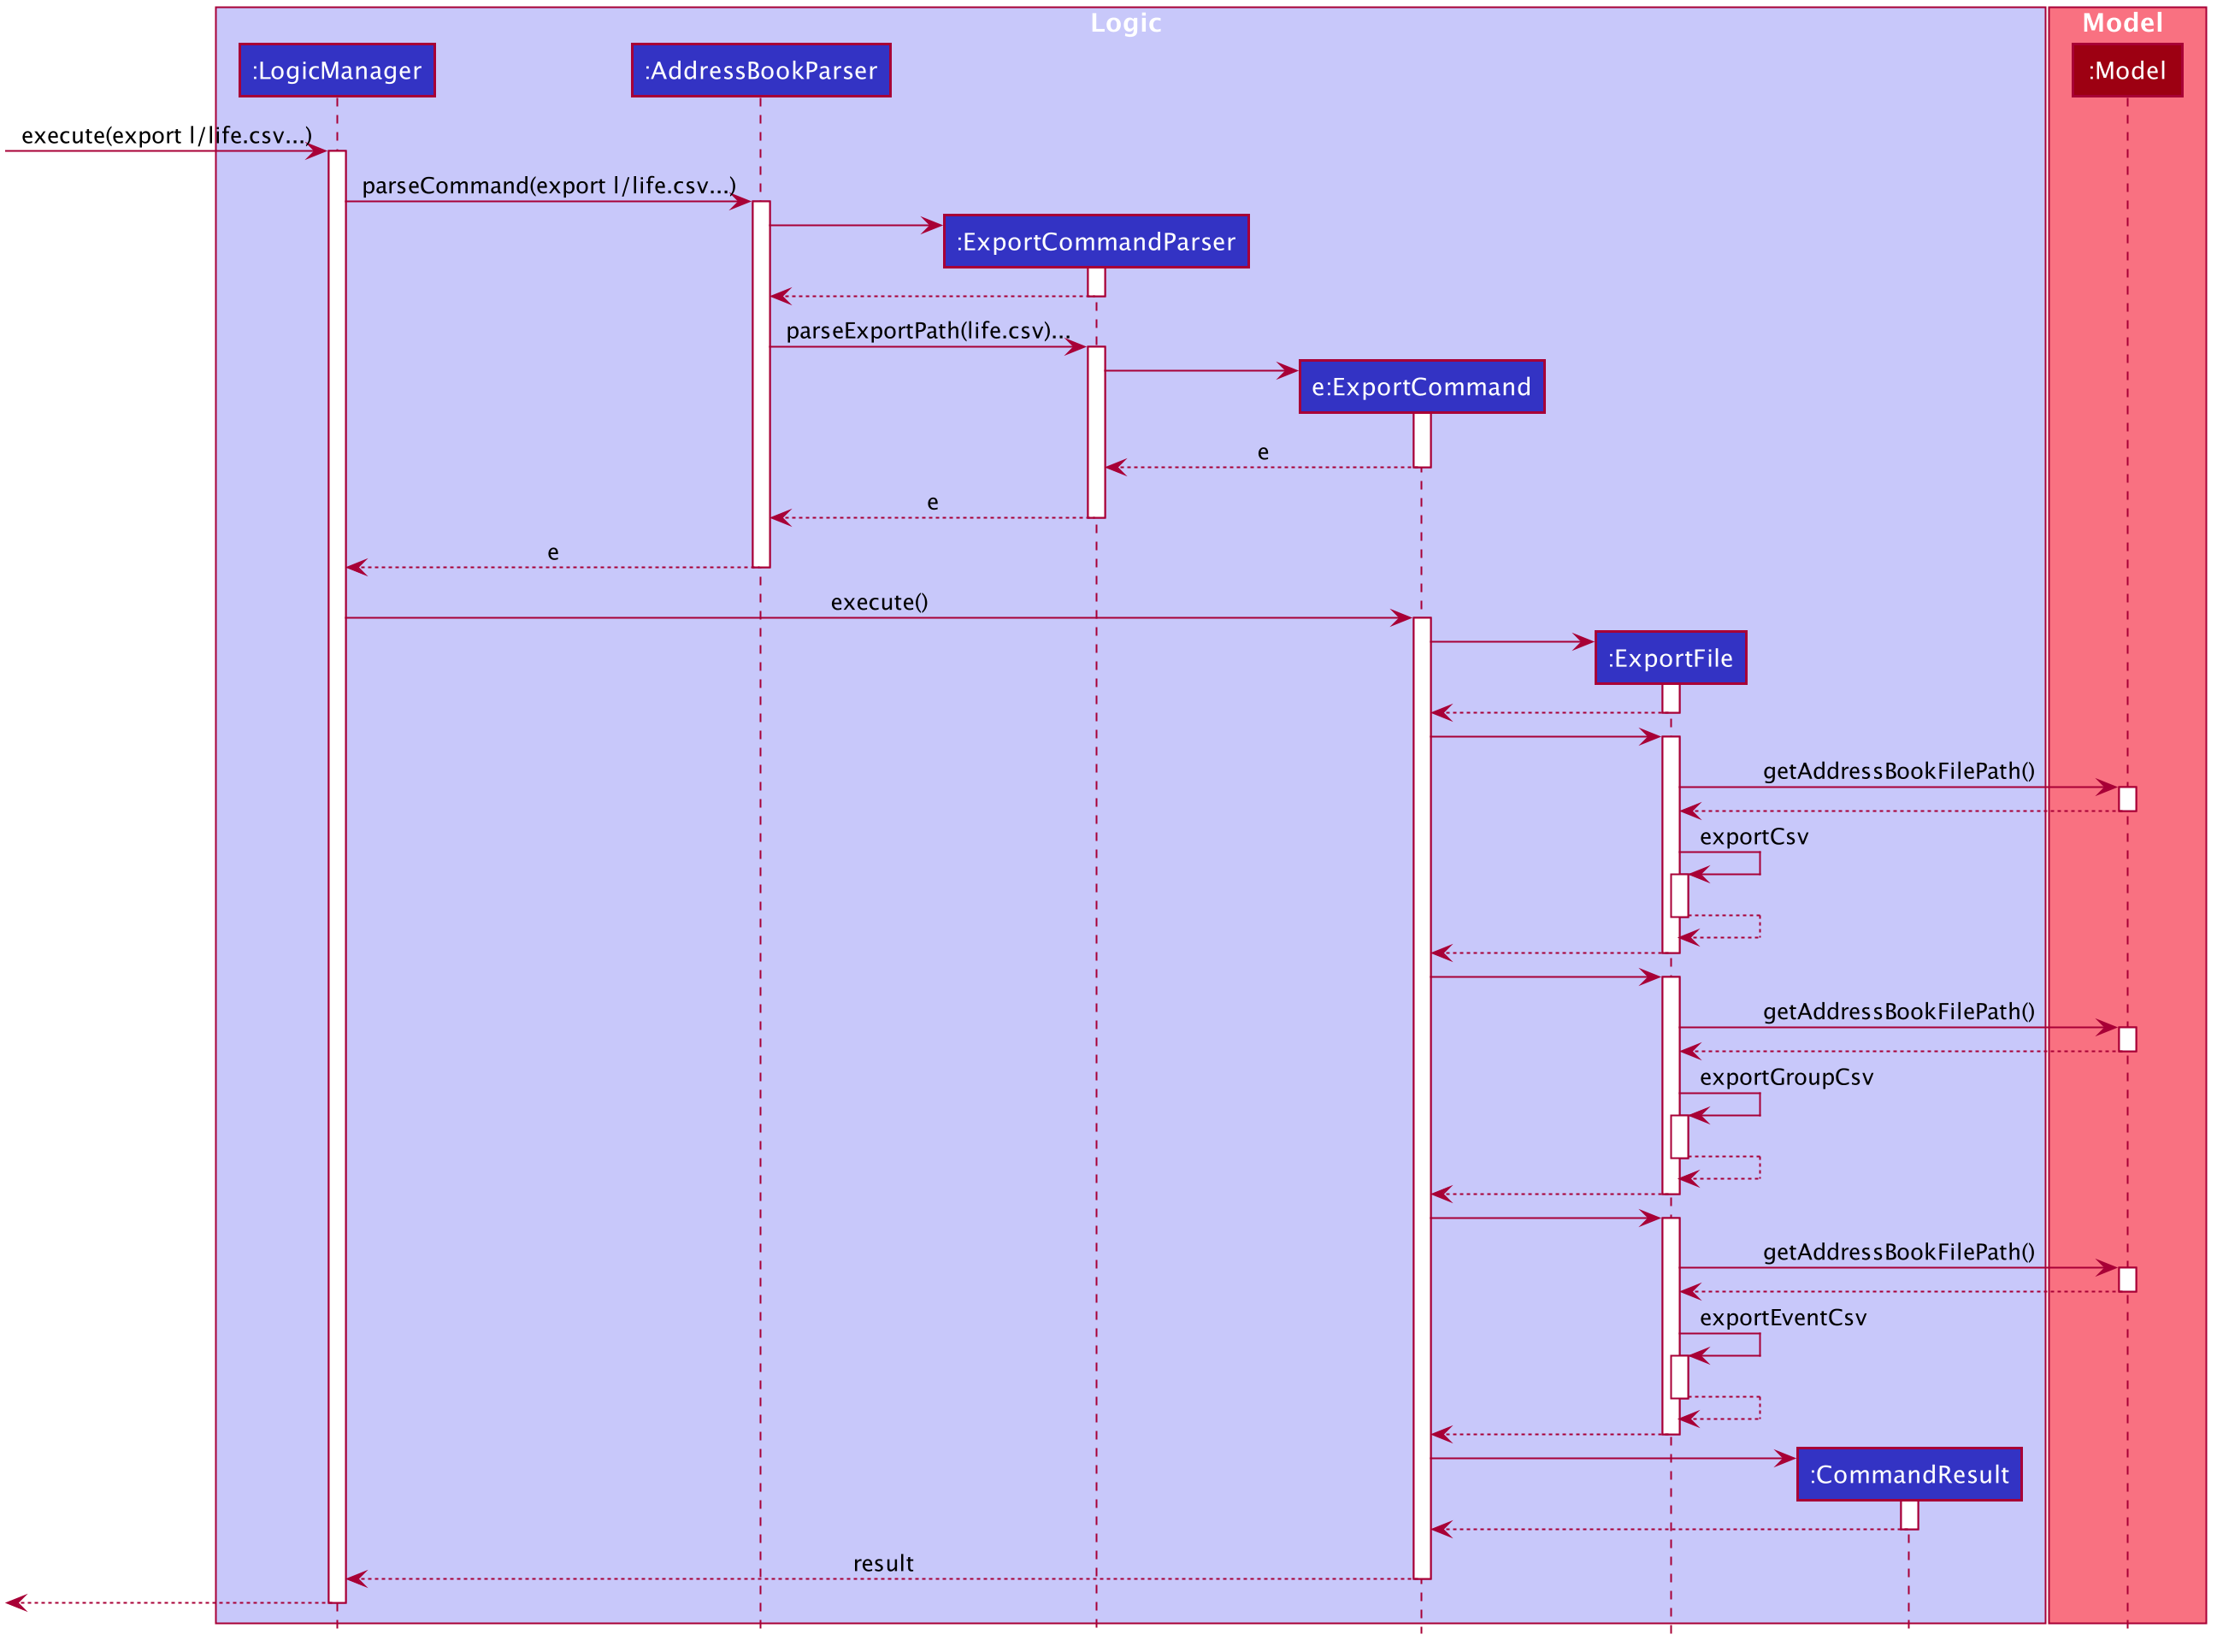 Logic
Model
:LogicManager
:AddressBookParser
:Model
execute(export l/life.csv...)
parseCommand(export l/life.csv...)
:ExportCommandParser
parseExportPath(life.csv)...
e:ExportCommand
e
e
e
execute()
:ExportFile
getAddressBookFilePath()
exportCsv
getAddressBookFilePath()
exportGroupCsv
getAddressBookFilePath()
exportEventCsv
:CommandResult
result